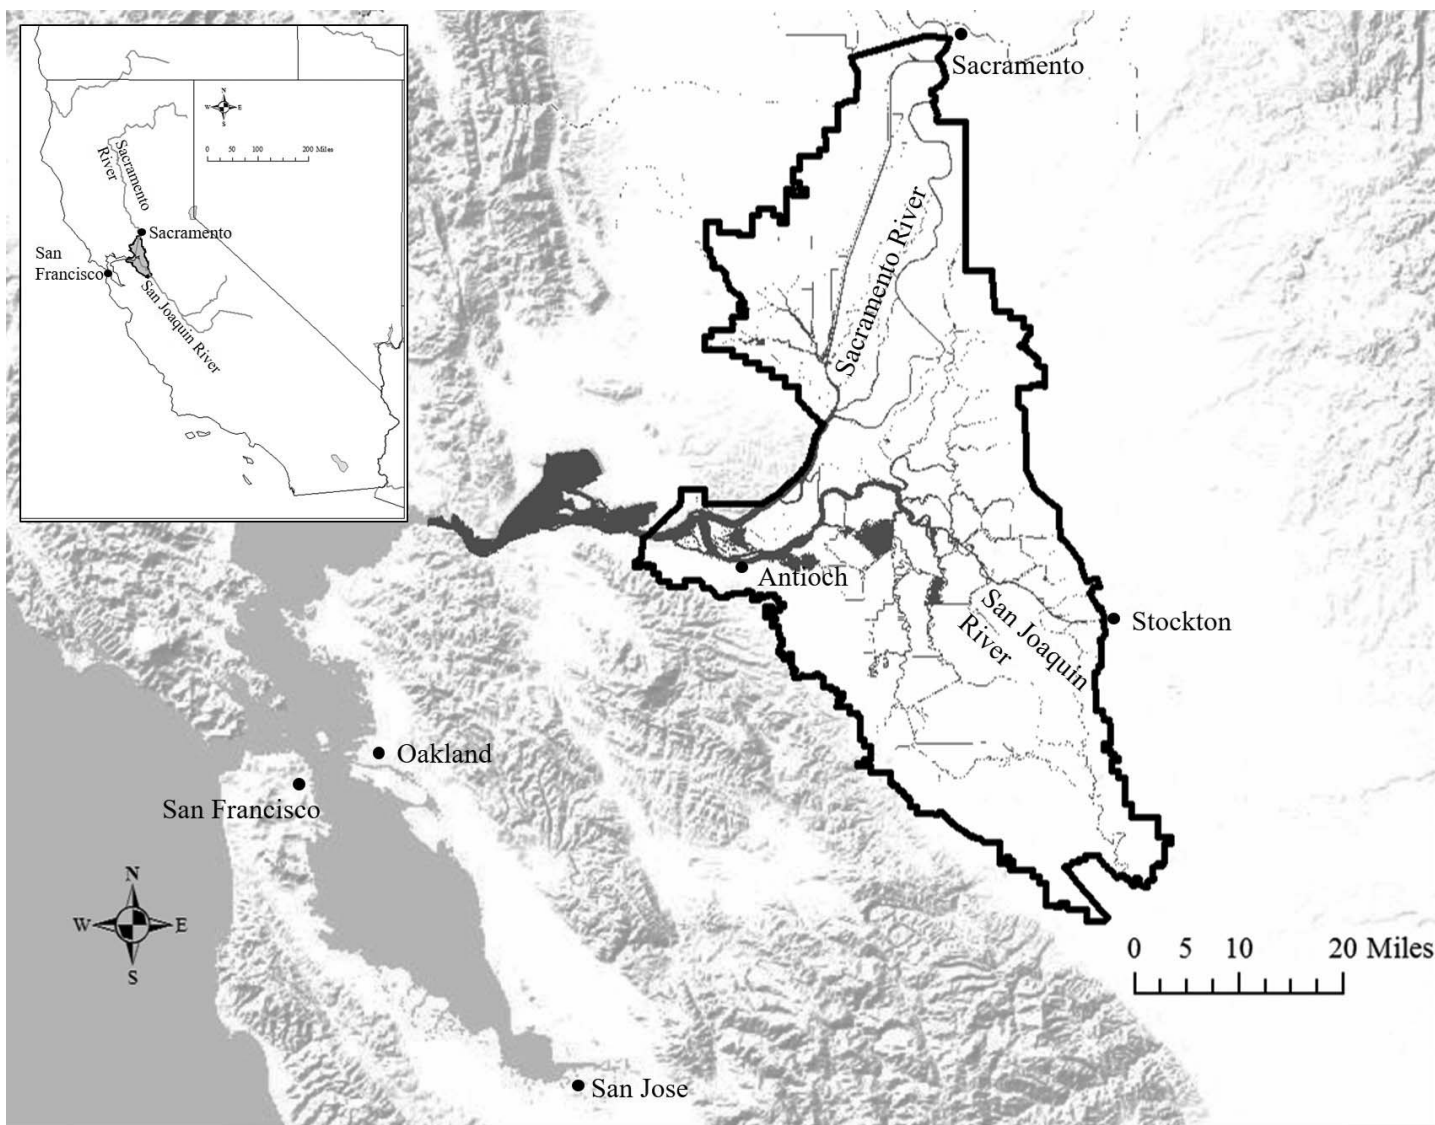 N
W E
S
0 50 100 200 Miles
Sacramento
River
Sacramento
San
Francisco
San Joaquin River
Sacramento
Sacramento River
Antioch
San Joaquin
River
Stockton
Oakland
San Francisco
N
W E
S
0 5 10 20 Miles
San Jose